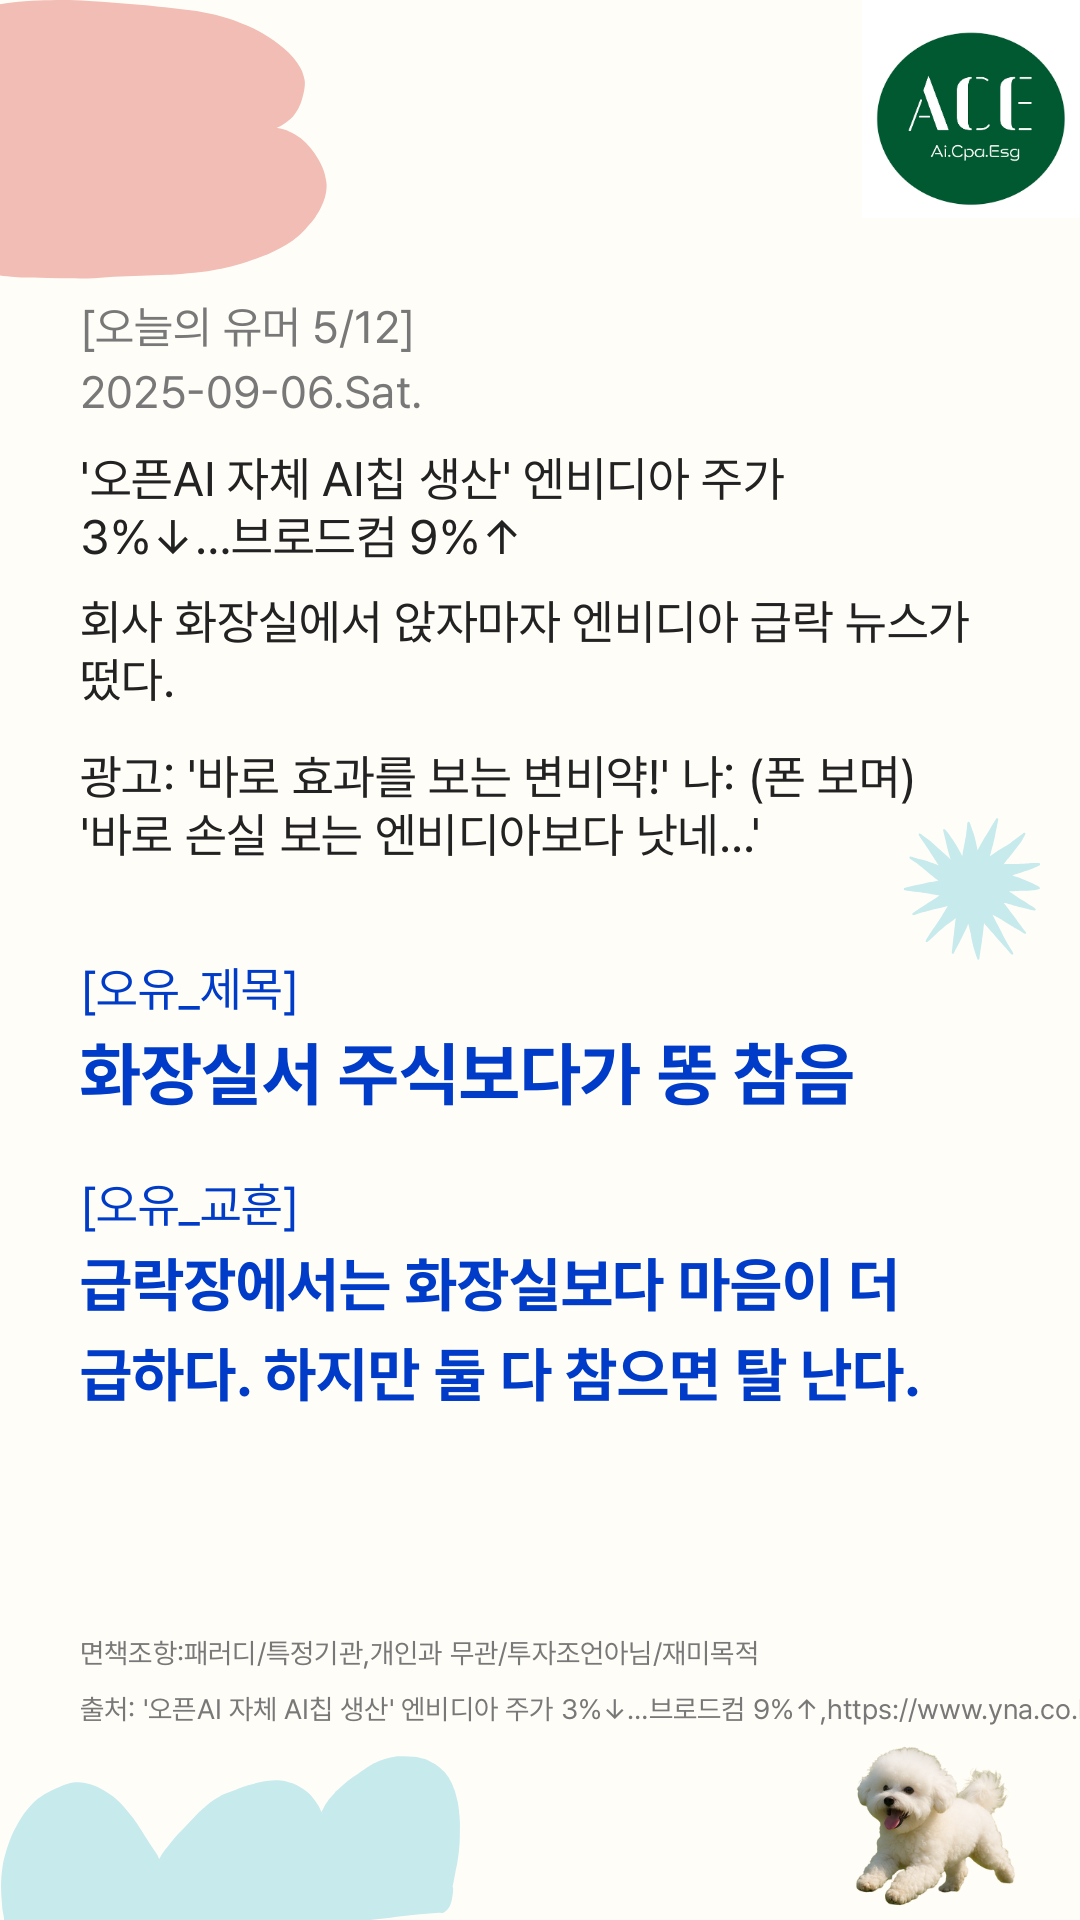 ACE
Ai.Cpa.Esg
[오늘의 유머 5/12]
2025-09-06.Sat.
'오픈AI 자체 AI칩 생산' 엔비디아 주가
3%↓…브로드컴 9%↑
회사 화장실에서 앉자마자 엔비디아 급락 뉴스가
떴다.
광고: '바로 효과를 보는 변비약!' 나: (폰 보며)
'바로 손실 보는 엔비디아보다 낫네…'
[오유_제목]
화장실서 주식보다가 똥 참음
[오유_교훈]
급락장에서는 화장실보다 마음이 더
급하다. 하지만 둘 다 참으면 탈 난다.
면책조항:패러디/특정기관,개인과 무관/투자조언아님/재미목적
출처: '오픈AI 자체 AI칩 생산' 엔비디아 주가 3%↓…브로드컴 9%↑,https://www.yna.co.